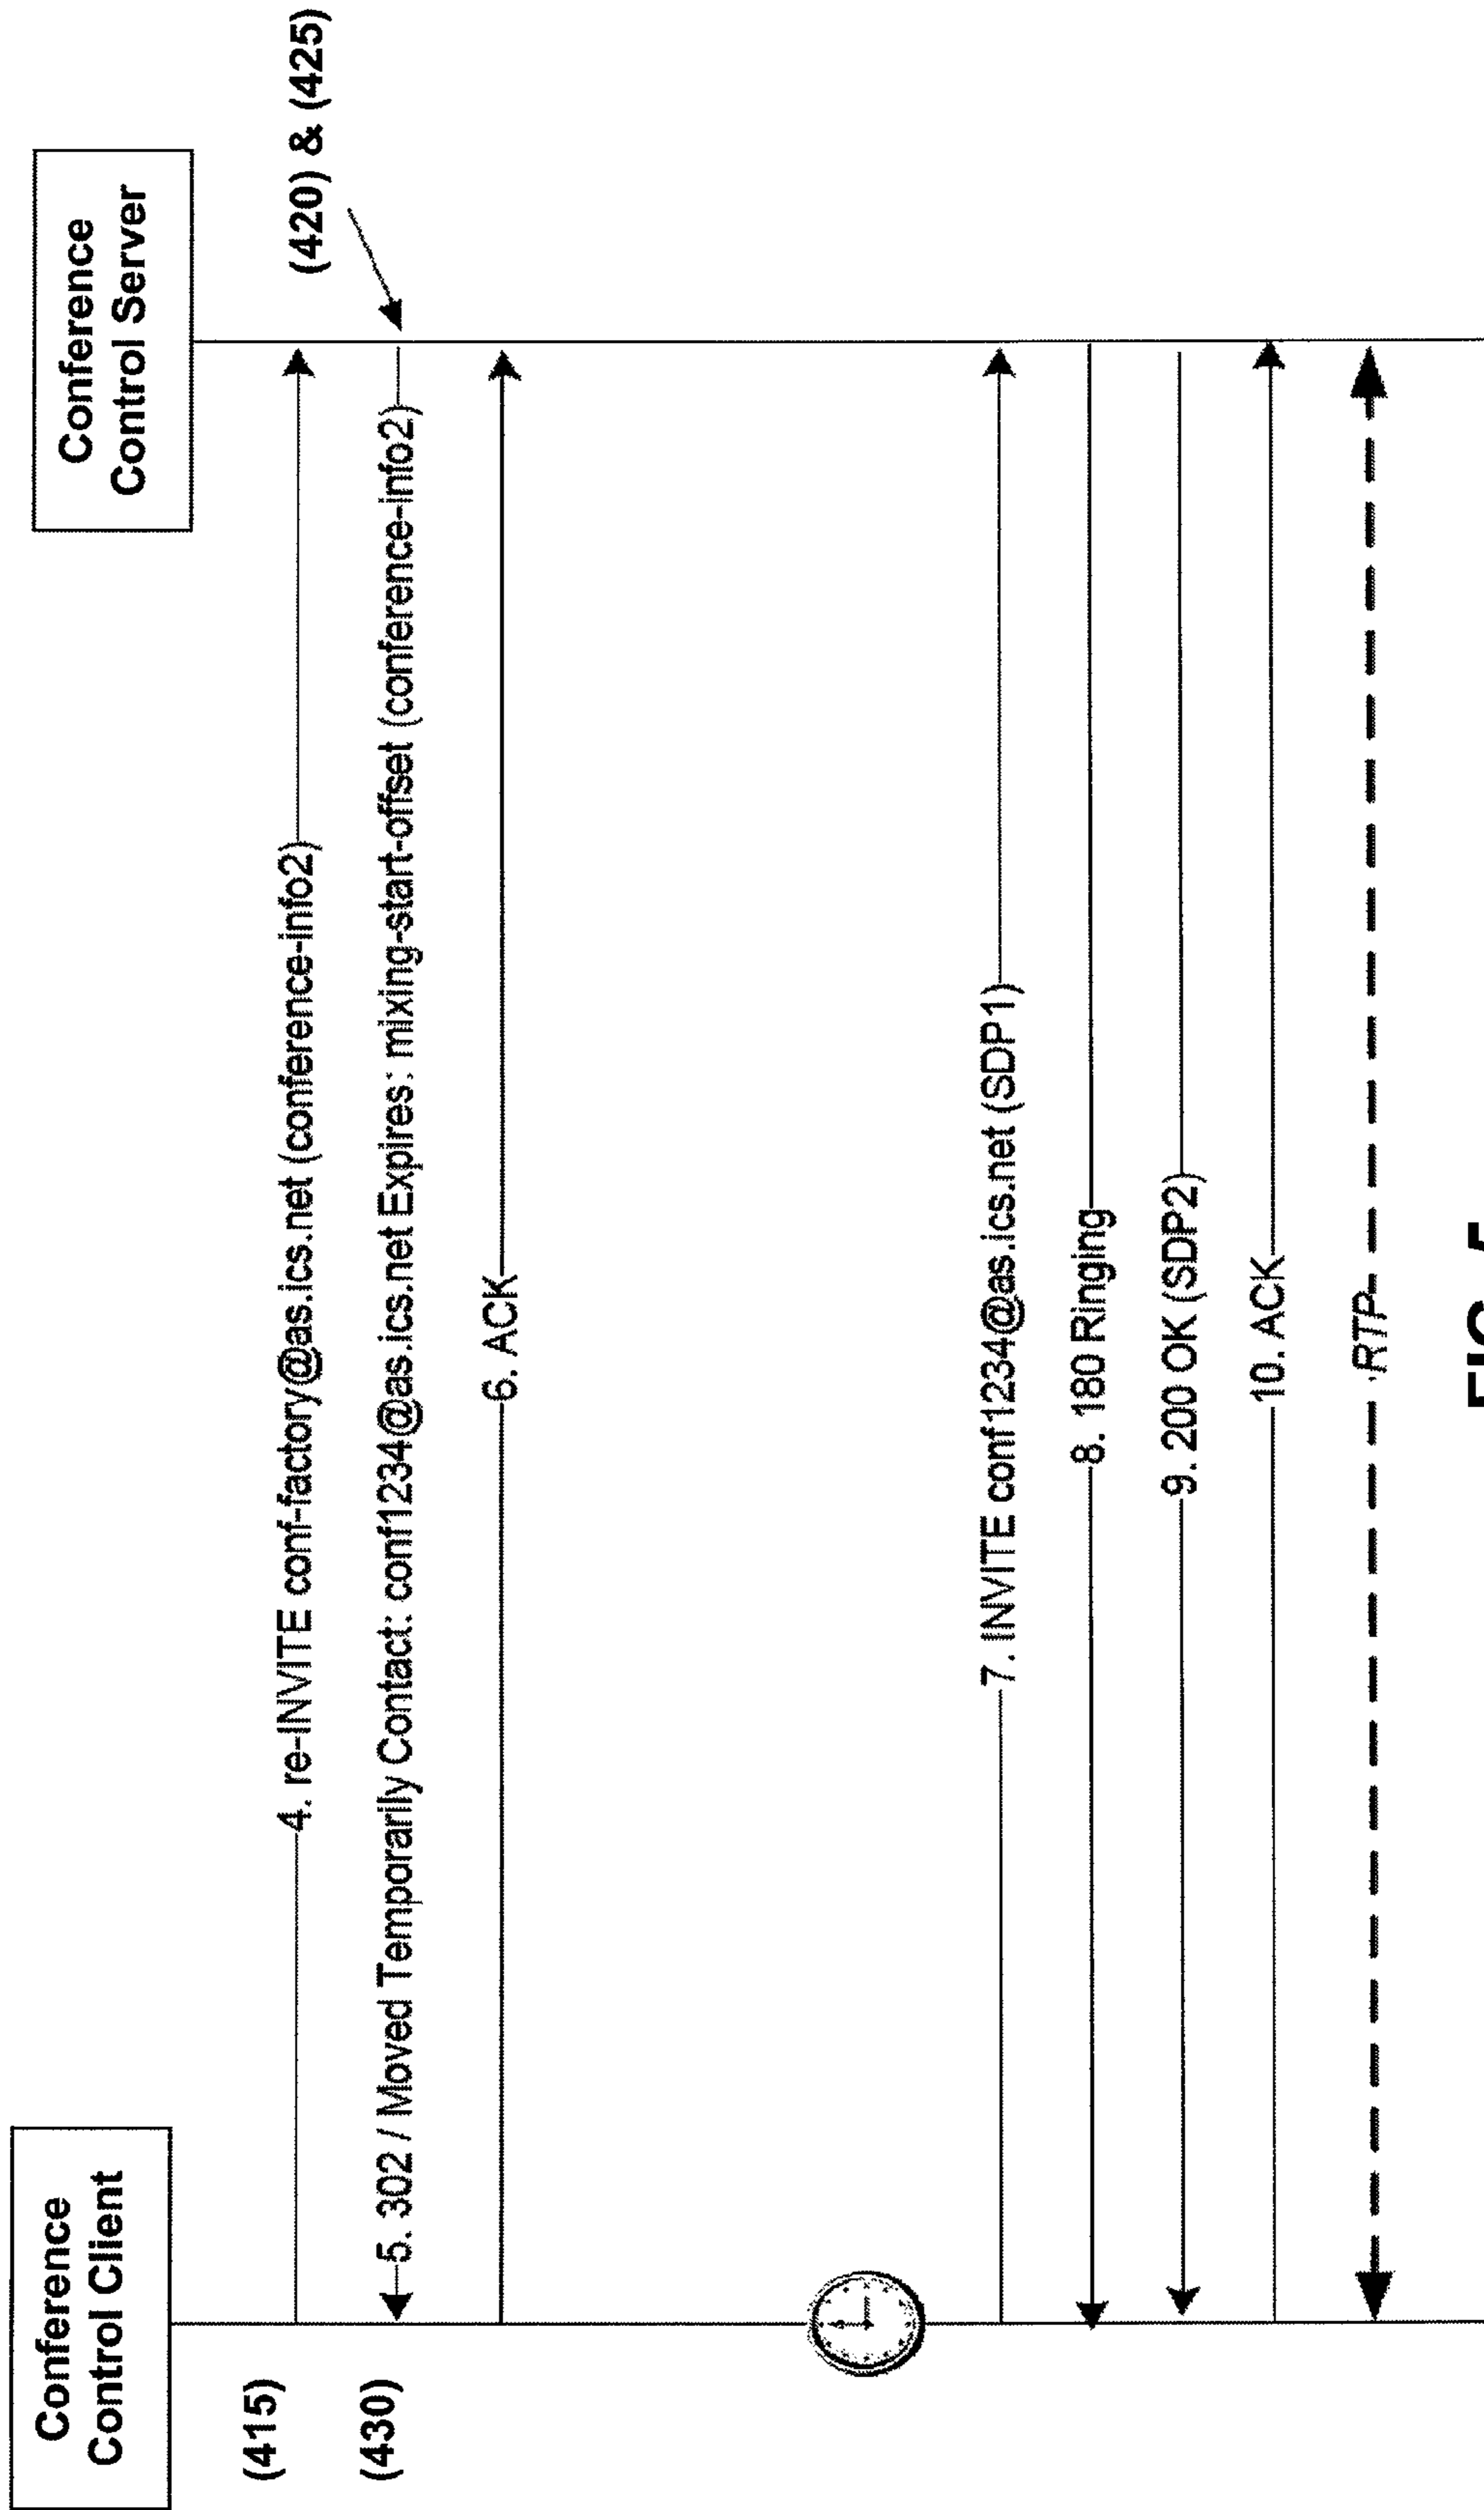 Conference
Control Client
Conference
Control Server
(415)
4. re-INVITE conf-factory@as.ics.net (conference-info2)
(420) & (425)
(430)
5. 302 / Moved Temporarily Contact: conf1234@as.ics.net Expires: mixing-start-offset (conference-info2)
6. ACK
7. INVITE conf1234@as.ics.net (SDP1)
8. 180 Ringing
9. 200 OK (SDP2)
10. ACK
RTP